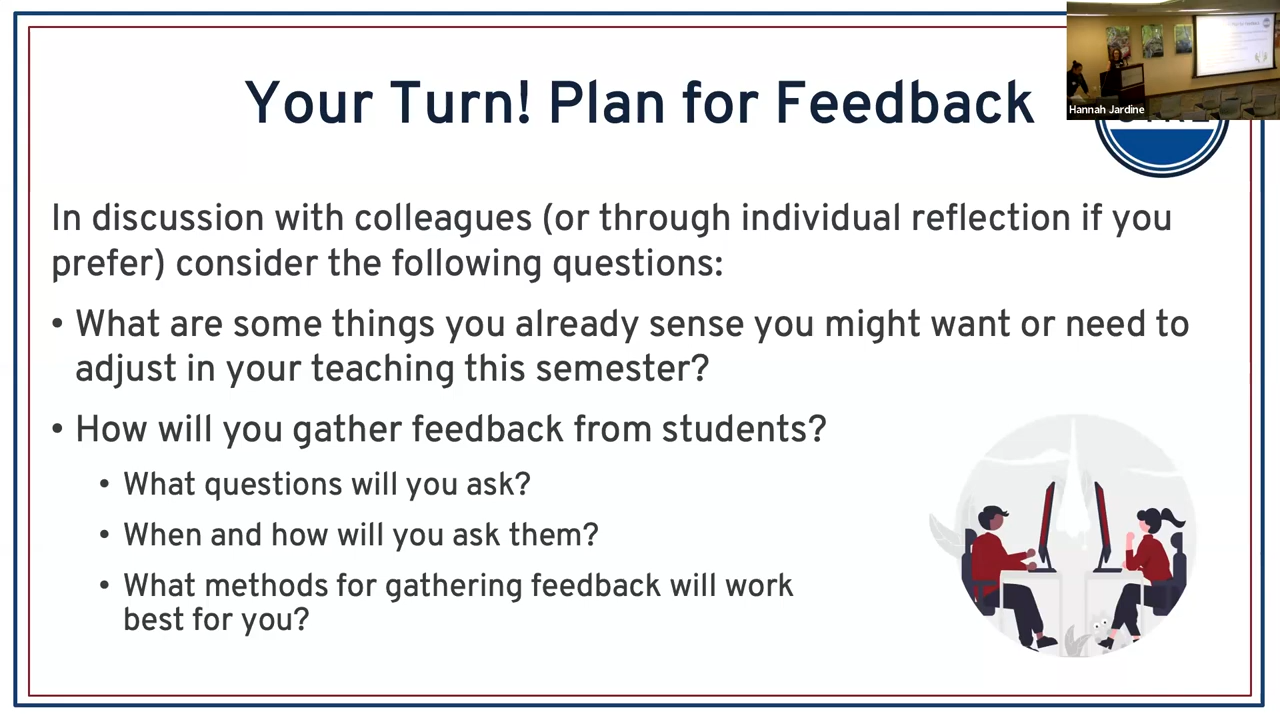 Your Turn! Plan for Feedback
Hannah Jardine
In discussion with colleagues (or through individual reflection if you
prefer) consider the following questions:
• What are some things you already sense you might want or need to
adjust in your teaching this semester?
• How will you gather feedback from students?
• What questions will you ask?
• When and how will you ask them?
• What methods for gathering feedback will work
best for you?